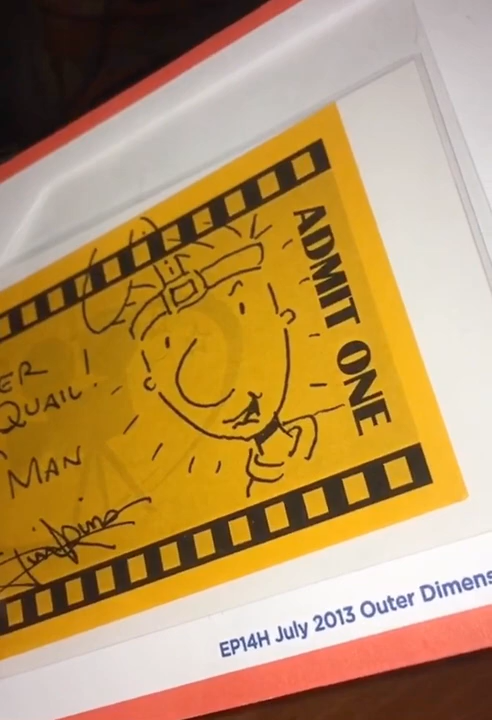 ADMIT ONE
ER !
QUAIL!
MAN
EP14H July 2013 Outer Dimens